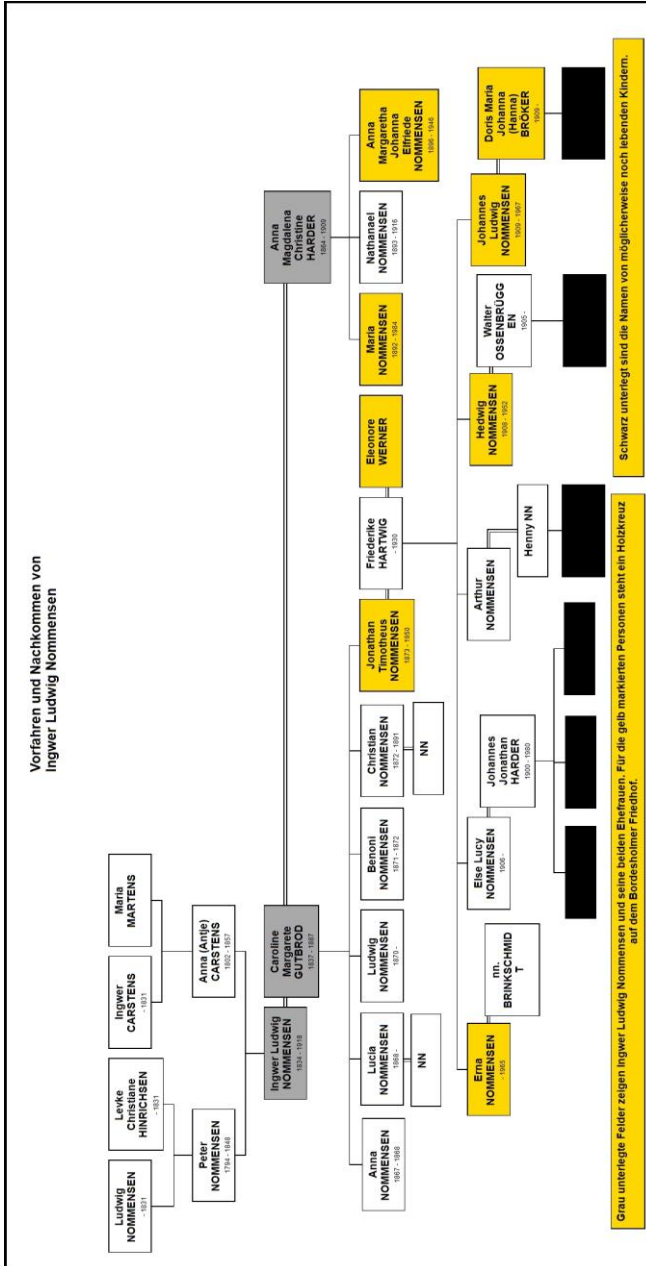 Vorfahren und Nachkommen von
Ingwer Ludwig Nommensen
Ludwig
NOMMENSEN
- 1831
Levke
Christiane
HINRICHSEN
- 1831
Ingwer
CARSTENS
- 1831
Maria
MARTENS
Peter
NOMMENSEN
1794 - 1848
Anna (Antje)
CARSTENS
1802 - 1857
Ingwer Ludwig
NOMMENSEN
1834 - 1918
Caroline
Margarete
GUTBROD
1837 - 1887
Anna
Magdalena
Christine
HARDER
1864 - 1909
Anna
NOMMENSEN
1867 - 1868
Lucia
NOMMENSEN
1868 -
NN
Ludwig
NOMMENSEN
1870 -
Benoni
NOMMENSEN
1871 - 1872
Christian
NOMMENSEN
1872 - 1891
NN
Jonathan
Timotheus
NOMMENSEN
1873 - 1950
Friederike
HARTWIG
- 1930
Eleonore
WERNER
Maria
NOMMENSEN
1892 - 1984
Nathanael
NOMMENSEN
1893 - 1916
Anna
Margaretha
Johanna
Elfriede
NOMMENSEN
1896 - 1946
Erna
NOMMENSEN
- 1965
nn.
BRINKSCHMID
T
Else Lucy
NOMMENSEN
1906 -
Johannes
Jonathan
HARDER
1900 - 1980
Arthur
NOMMENSEN
Henny NN
Hedwig
NOMMENSEN
1908 - 1952
Walter
OSSENBRÜGG
EN
1905 -
Johannes
Ludwig
NOMMENSEN
1909 - 1967
Doris Maria
Johanna
(Hanna)
BRÖKER
1909 -
Grau unterlegte Felder zeigen Ingwer Ludwig Nommensen und seine beiden Ehefrauen. Für die gelb markierten Personen steht ein Holzkreuz
auf dem Bordesholmer Friedhof.
Schwarz unterlegt sind die Namen von möglicherweise noch lebenden Kindern.